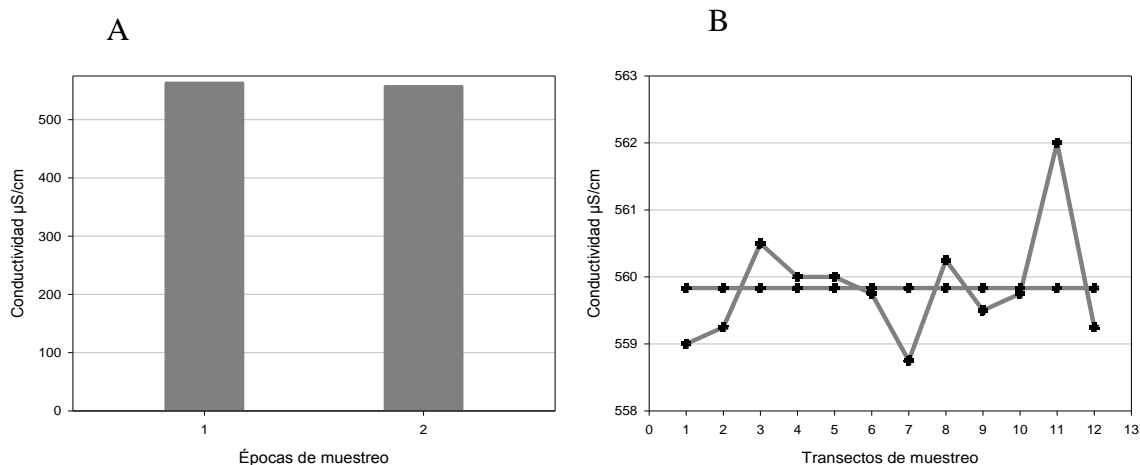 A
Conductividad µS/cm
500
400
300
200
100
0
1
2
Épocas de muestreo
B
Conductividad µS/cm
563
562
561
560
559
558
0 1 2 3 4 5 6 7 8 9 10 11 12 13
Transectos de muestreo